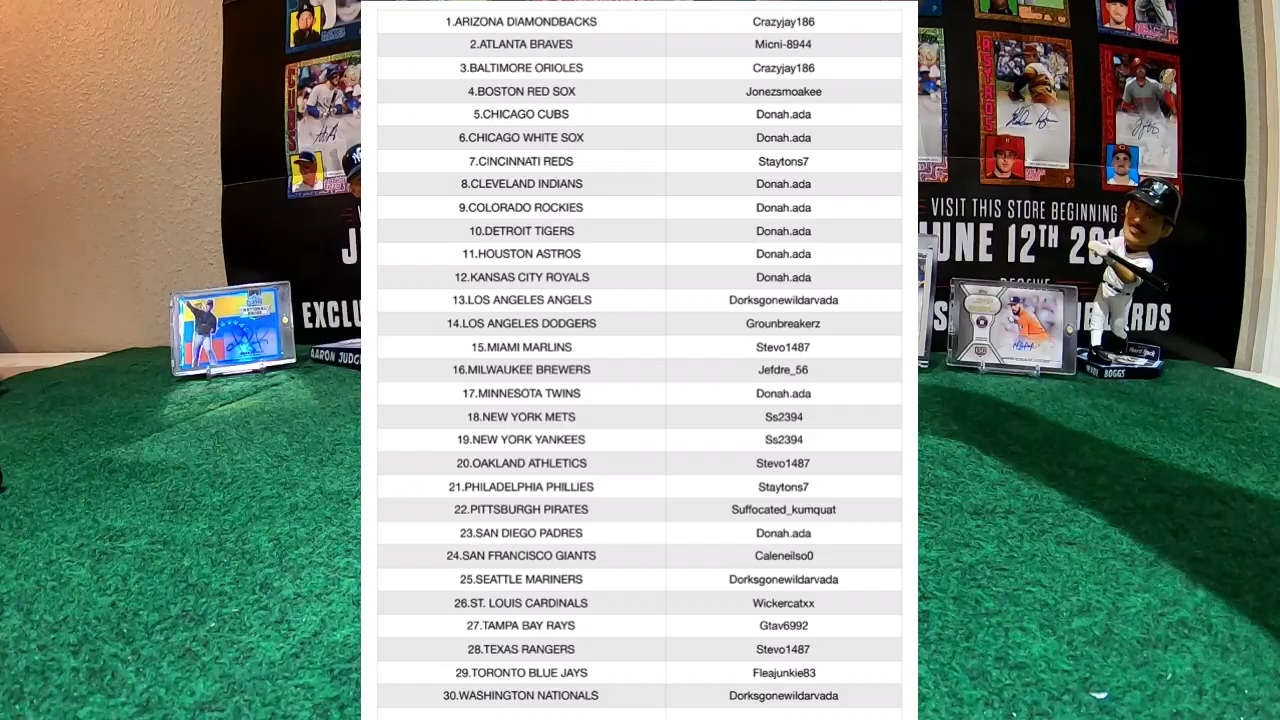 1.ARIZONA DIAMONDBACKS Crazyjay186
2.ATLANTA BRAVES Micni-8944
3.BALTIMORE ORIOLES Crazyjay186
4.BOSTON RED SOX Jonezsmoakee
5.CHICAGO CUBS Donah.ada
6.CHICAGO WHITE SOX Donah.ada
7.CINCINNATI REDS Staytons7
8.CLEVELAND INDIANS Donah.ada
9.COLORADO ROCKIES Donah.ada
10.DETROIT TIGERS Donah.ada
11.HOUSTON ASTROS Donah.ada
12.KANSAS CITY ROYALS Donah.ada
13.LOS ANGELES ANGELS Dorksgonewildarvada
14.LOS ANGELES DODGERS Grounbreakerz
15.MIAMI MARLINS Stevo1487
16.MILWAUKEE BREWERS Jefdre_56
17.MINNESOTA TWINS Donah.ada
18.NEW YORK METS Ss2394
19.NEW YORK YANKEES Ss2394
20.OAKLAND ATHLETICS Stevo1487
21.PHILADELPHIA PHILLIES Staytons7
22.PITTSBURGH PIRATES Suffocated_kumquat
23.SAN DIEGO PADRES Donah.ada
24.SAN FRANCISCO GIANTS Caleneilso0
25.SEATTLE MARINERS Dorksgonewildarvada
26.ST. LOUIS CARDINALS Wickercatxx
27.TAMPA BAY RAYS Gtav6992
28.TEXAS RANGERS Stevo1487
29.TORONTO BLUE JAYS Fleajunkie83
30.WASHINGTON NATIONALS Dorksgonewildarvada
ASTROS
REDS
VISIT THIS STORE BEGINNING
JUNE 12TH 20
EXCLU
AARON JUDG
BOGGS